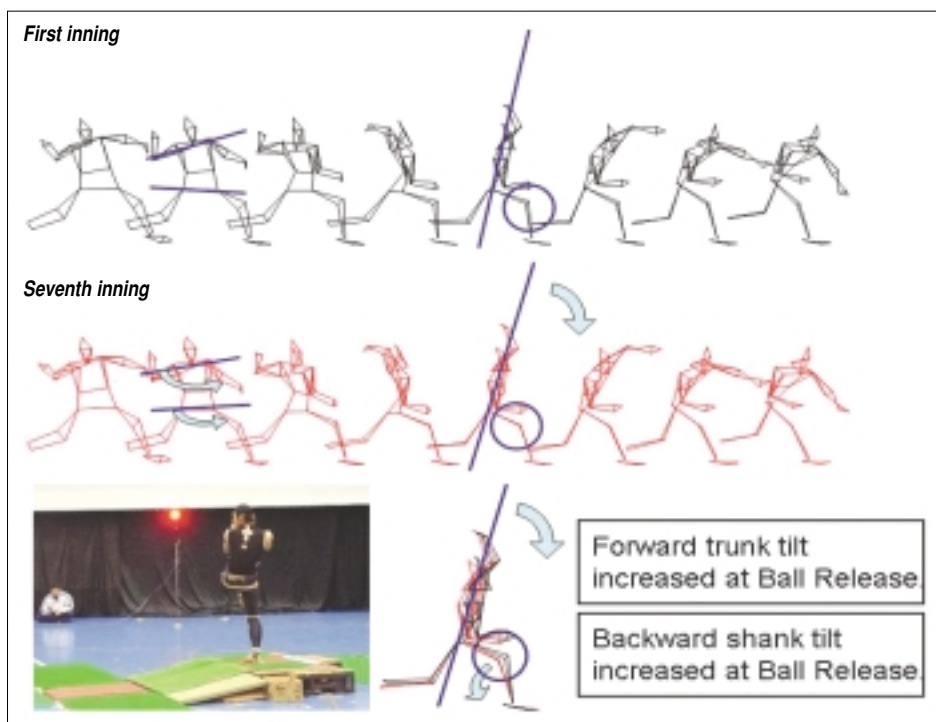 First inning
Seventh inning
Forward trunk tilt
increased at Ball Release.
Backward shank tilt
increased at Ball Release.